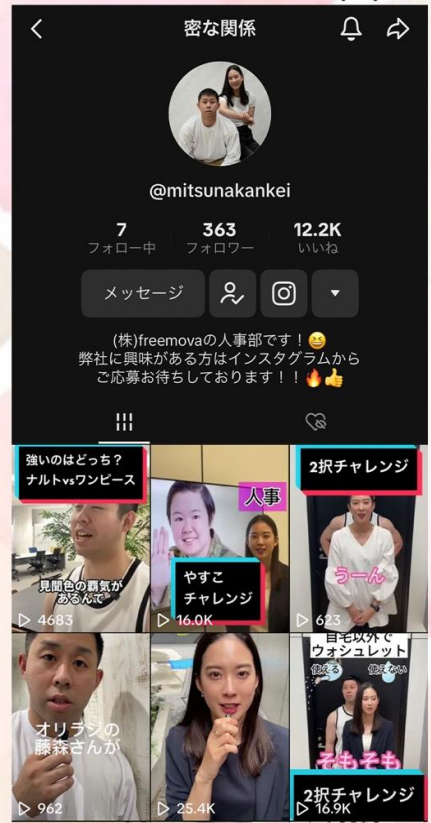 密な関係
@mitsunakankei
7
363
12.2K
フォロー中
フォロワー
いいね
メッセージ
(株)freemovaの人事部です！😆
弊社に興味がある方はインスタグラムから
ご応募お待ちしております！！🔥👍
強いのはどっち？
ナルトvsワンピース
見聞色の覇気が
あるんで
4683
人事
やすこ
チャレンジ
16.0K
2択チャレンジ
うーん
623
オリラジの
藤森さんが
962
25.4K
自宅以外で
ウォシュレット
使える 使えない
そもそも
2択チャレンジ
16.9K